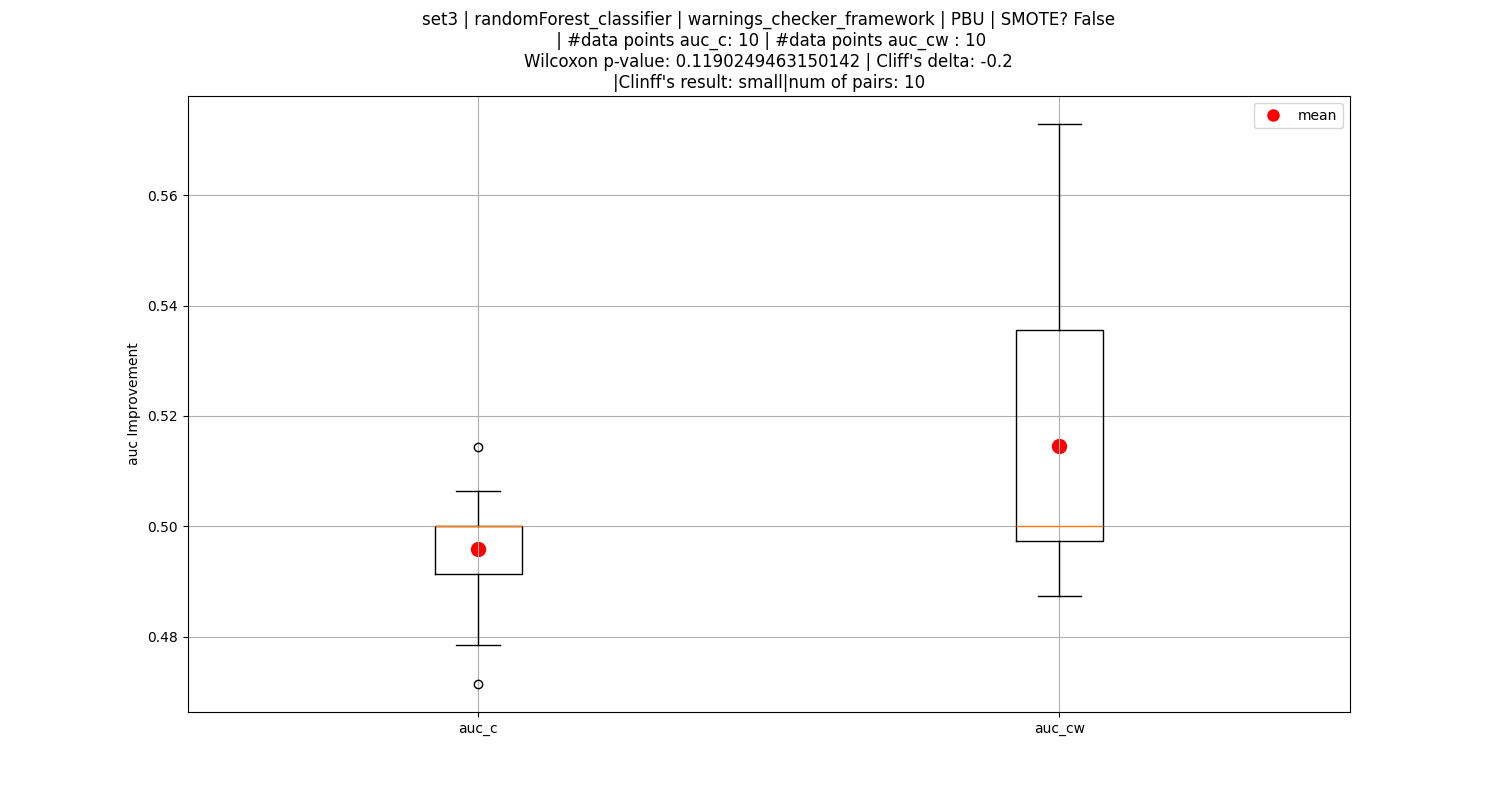 set3 | randomForest_classifier | warnings_checker_framework | PBU | SMOTE? False
| #data points auc_c: 10 | #data points auc_cw : 10
Wilcoxon p-value: 0.1190249463150142 | Cliff's delta: -0.2
|Clinff's result: small|num of pairs: 10
mean
0.56
0.54
0.52
0.50
0.48
auc Improvement
auc_c
auc_cw